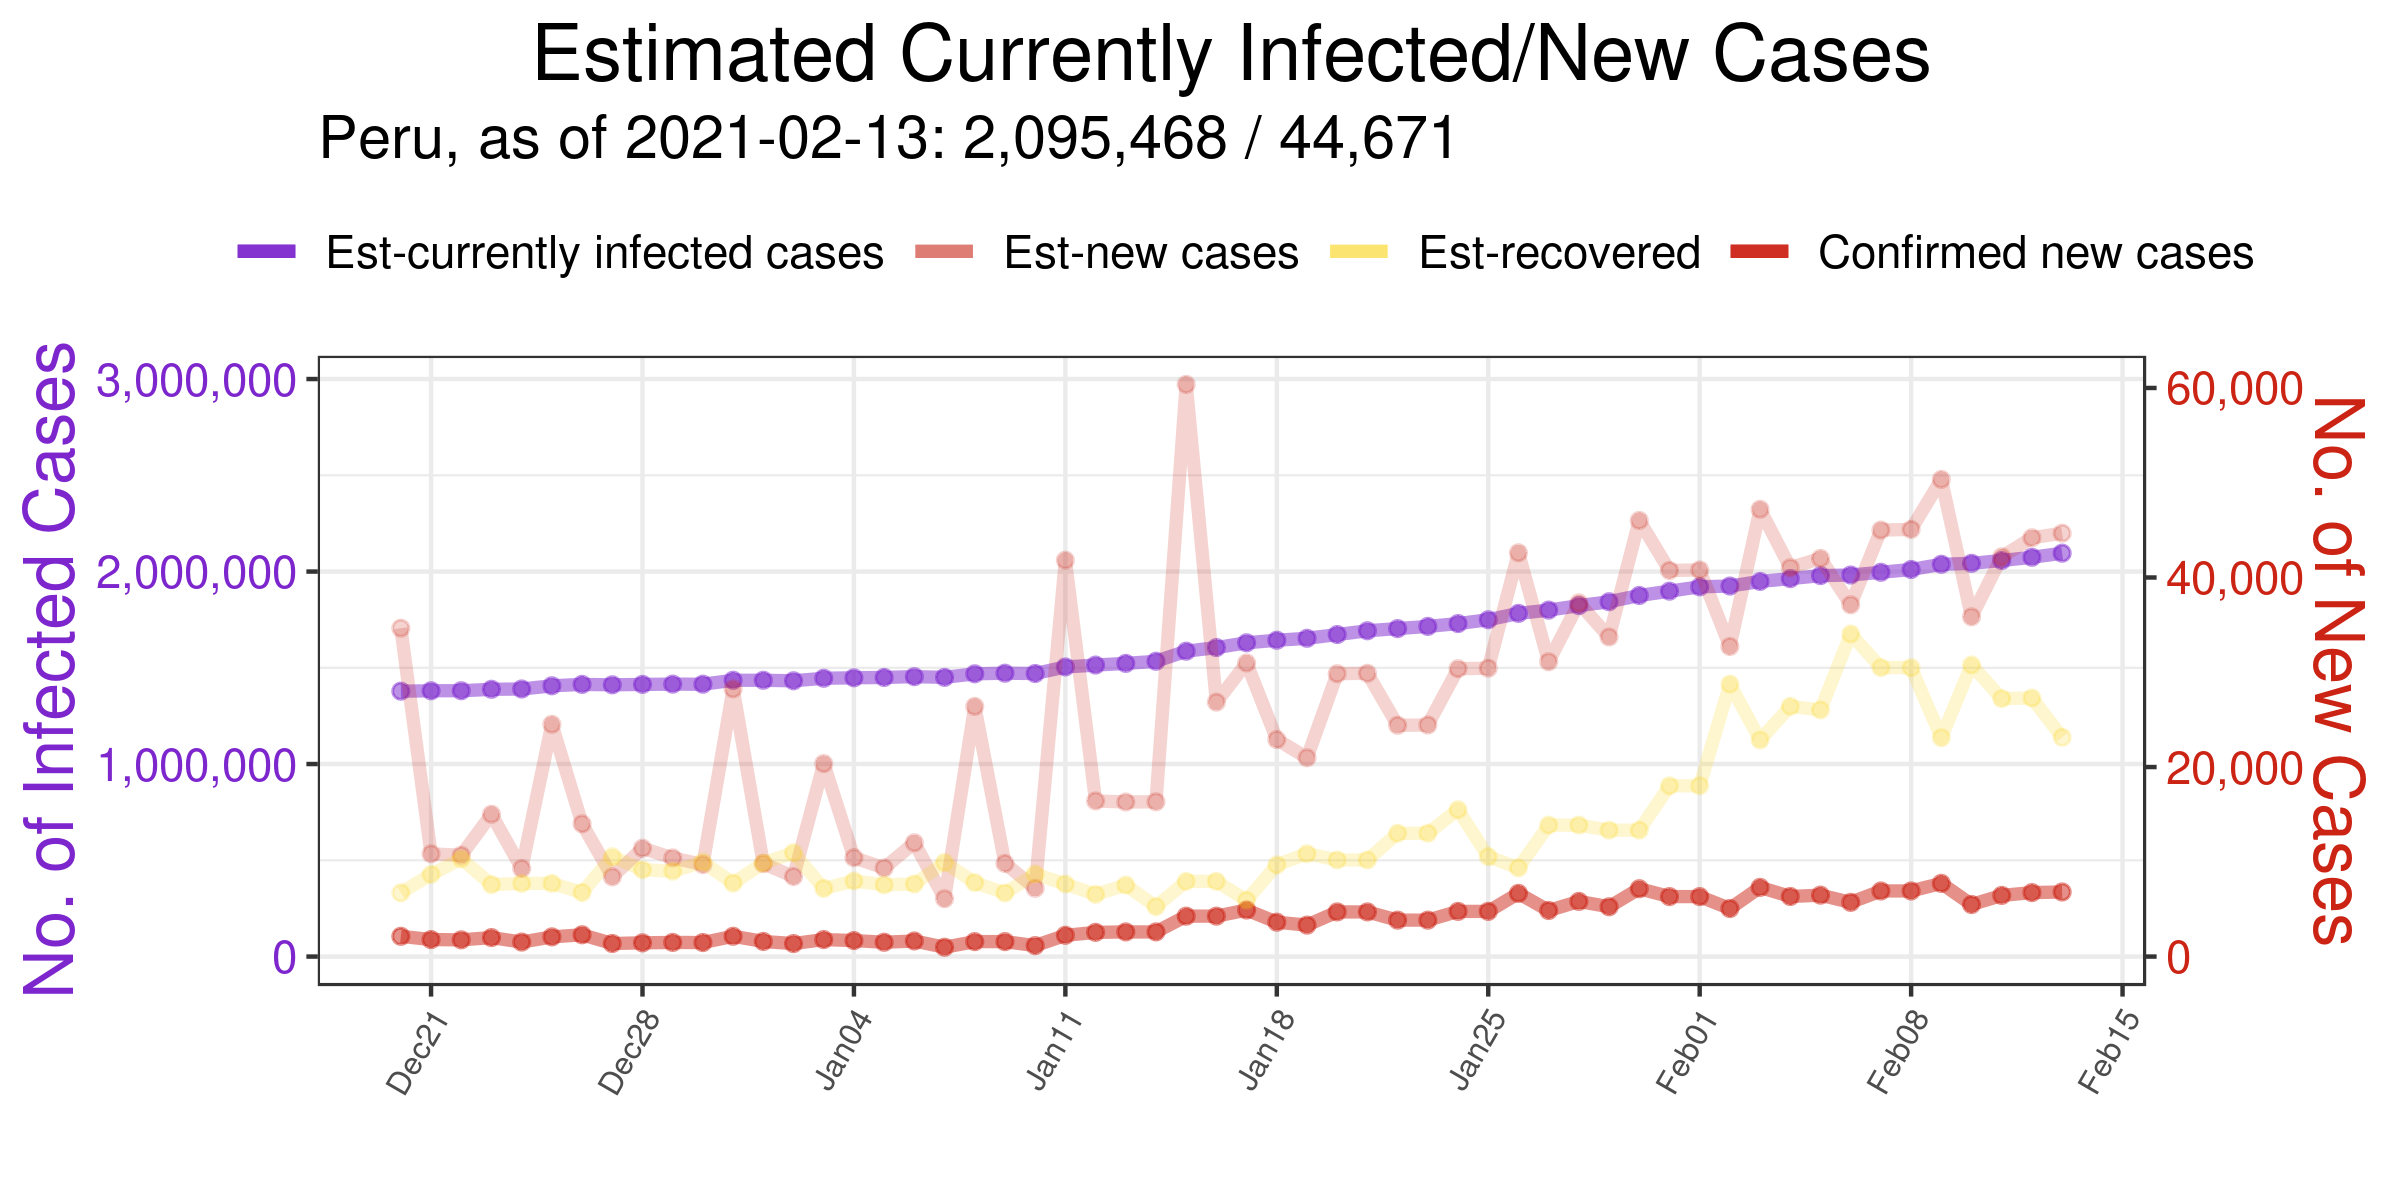 Estimated Currently Infected/New Cases
Peru, as of 2021-02-13: 2,095,468 / 44,671
Est-currently infected cases Est-new cases Est-recovered Confirmed new cases
No. of Infected Cases
3,000,000
2,000,000
1,000,000
0
60,000
40,000
20,000
0
No. of New Cases
Dec21 Dec28 Jan04 Jan11 Jan18 Jan25 Feb01 Feb08 Feb15